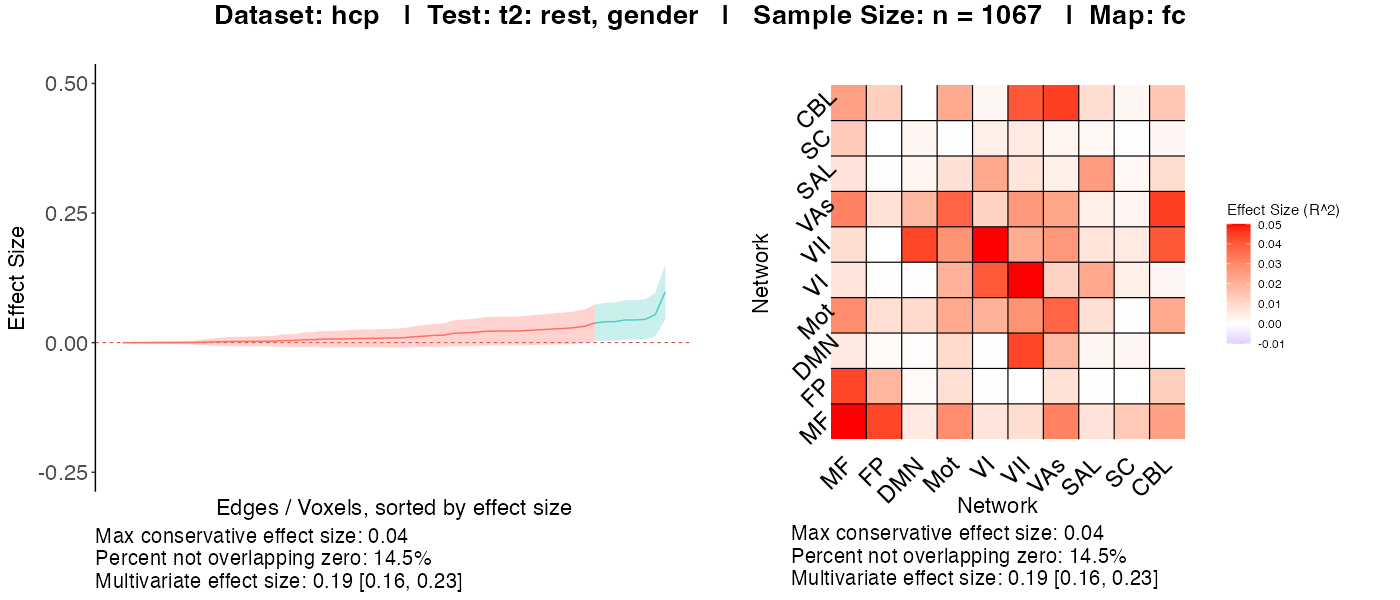 Dataset: hcp | Test: t2: rest, gender | Sample Size: n = 1067 | Map: fc
0.50
0.25
0.00
-0.25
Effect Size
Edges / Voxels, sorted by effect size
Max conservative effect size: 0.04
Percent not overlapping zero: 14.5%
Multivariate effect size: 0.19 [0.16, 0.23]
Network
CBL
SC
SAL
VAs
VII
VI
Mot
DMN
FP
MF
MF
FP
DMN
Mot
VI
VII
VAs
SAL
SC
CBL
Network
Effect Size (R^2)
0.05
0.04
0.03
0.02
0.01
0.00
-0.01
Max conservative effect size: 0.04
Percent not overlapping zero: 14.5%
Multivariate effect size: 0.19 [0.16, 0.23]